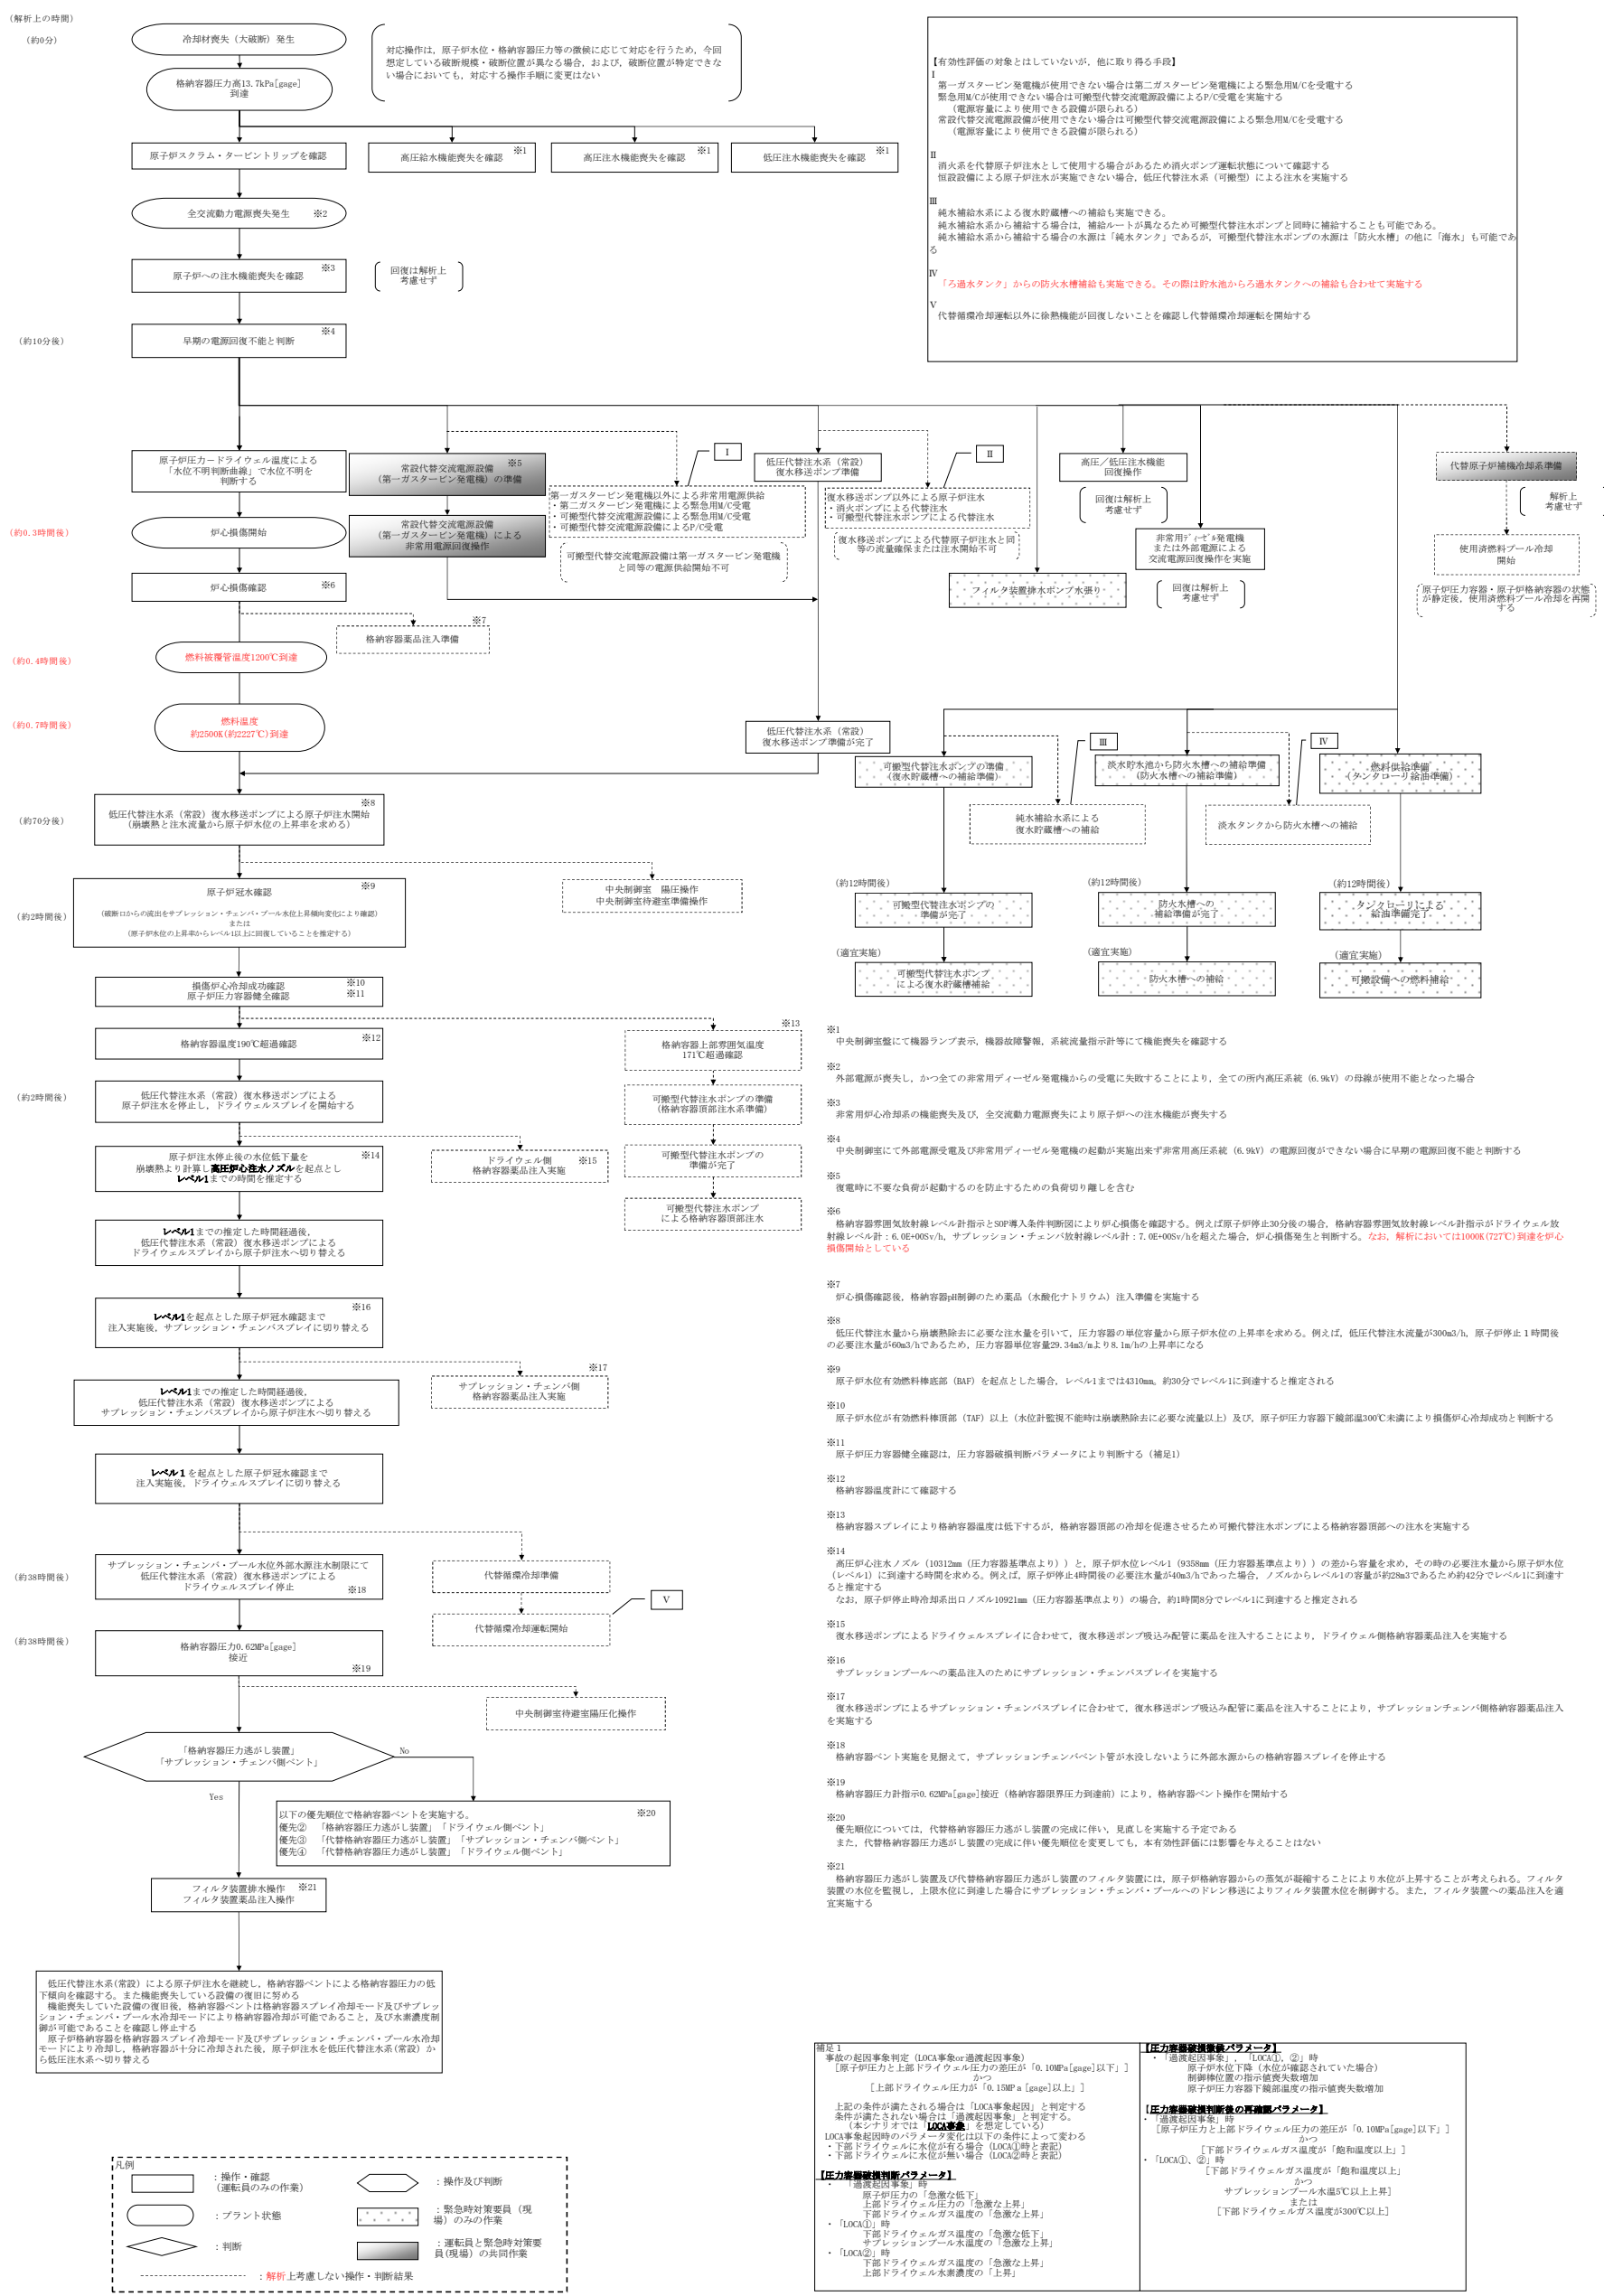 （解析上の時間）
（約0分）
冷却材喪失（大破断）発生
対応操作は，原子炉水位・格納容器圧力等の徴候に応じて対応を行うため，今回
想定している破断規模・破断位置が異なる場合，および，破断位置が特定できな
い場合においても，対応する操作手順に変更はない
格納容器圧力高13.7kPa[gage]
到達
原子炉スクラム・タービントリップを確認
高圧給水機能喪失を確認　※1
高圧注水機能喪失を確認　※1
低圧注水機能喪失を確認　※1
全交流動力電源喪失発生　※2
原子炉への注水機能喪失を確認　※3
回復は解析上
考慮せず
（約10分後）
早期の電源回復不能と判断　※4
【有効性評価の対象とはしていないが，他に取り得る手段】
Ⅰ
第一ガスタービン発電機が使用できない場合は第二ガスタービン発電機による緊急用M/Cを受電する
緊急用M/Cが使用できない場合は可搬型代替交流電源設備によるP/C受電を実施する
（電源容量により使用できる設備が限られる）
常設代替交流電源設備が使用できない場合は可搬型代替交流電源設備による緊急用M/Cを受電する
（電源容量により使用できる設備が限られる）
Ⅱ
消火系を代替原子炉注水として使用する場合があるため消火ポンプ運転状態について確認する
恒設設備による原子炉注水が実施できない場合，低圧代替注水系（可搬型）による注水を実施する
Ⅲ
純水補給水系による復水貯蔵槽への補給も実施できる。
純水補給水系から補給する場合は，補給ルートが異なるため可搬型代替注水ポンプと同時に補給することも可能である。
純水補給水系から補給する場合の水源は「純水タンク」であるが，可搬型代替注水ポンプの水源は「防火水槽」の他に「海水」も可能であ
る
Ⅳ
「ろ過水タンク」からの防火水槽補給も実施できる。その際は貯水池からろ過水タンクへの補給も合わせて実施する
Ⅴ
代替循環冷却運転以外に除熱機能が回復しないことを確認し代替循環冷却運転を開始する
原子炉圧力－ドライウェル温度による
「水位不明判断曲線」で水位不明を
判断する
常設代替交流電源設備　※5
（第一ガスタービン発電機）の準備
Ⅰ
第一ガスタービン発電機以外による非常用電源供給
・第二ガスタービン発電機による緊急用M/C受電
・可搬型代替交流電源設備による緊急用M/C受電
・可搬型代替交流電源設備によるP/C受電
可搬型代替交流電源設備は第一ガスタービン発電機
と同等の電源供給開始不可
低圧代替注水系（常設）
復水移送ポンプ準備
Ⅱ
復水移送ポンプ以外による原子炉注水
・消火ポンプによる代替注水
・可搬型代替注水ポンプによる代替注水
復水移送ポンプによる代替原子炉注水と同
等の流量確保または注水開始不可
高圧／低圧注水機能
回復操作
回復は解析上
考慮せず
代替原子炉補機冷却系準備
解析上
考慮せず
（約0.3時間後）
炉心損傷開始
常設代替交流電源設備
（第一ガスタービン発電機）による
非常用電源回復操作
非常用ﾃﾞｨｰｾﾞﾙ発電機
または外部電源による
交流電源回復操作を実施
回復は解析上
考慮せず
使用済燃料プール冷却
開始
原子炉圧力容器・原子炉格納容器の状態
が静定後，使用済燃料プール冷却を再開
する
炉心損傷確認　※6
フィルタ装置排水ポンプ水張り
※7
格納容器薬品注入準備
（約0.4時間後）
燃料被覆管温度1200℃到達
（約0.7時間後）
燃料温度
約2500K(約2227℃)到達
低圧代替注水系（常設）
復水移送ポンプ準備が完了
可搬型代替注水ポンプの準備
（復水貯蔵槽への補給準備）
Ⅲ
淡水貯水池から防火水槽への補給準備
（防火水槽への補給準備）
Ⅳ
燃料供給準備
（タンクローリ給油準備）
純水補給水系による
復水貯蔵槽への補給
淡水タンクから防火水槽への補給
（約70分後）
※8
低圧代替注水系（常設）復水移送ポンプによる原子炉注水開始
（崩壊熱と注水流量から原子炉水位の上昇率を求める）
中央制御室　陽圧操作
中央制御室待避室準備操作
（約2時間後）
原子炉冠水確認　※9
（破断口からの流出をサプレッション・チェンバ・プール水位上昇傾向変化により確認）
または
（原子炉水位の上昇率からレベル1以上に回復していることを推定する）
（約12時間後）
可搬型代替注水ポンプの
準備が完了
（約12時間後）
防火水槽への
補給準備が完了
（約12時間後）
タンクローリによる
給油準備完了
（適宜実施）
可搬型代替注水ポンプ
による復水貯蔵槽補給
（適宜実施）
防火水槽への補給
（適宜実施）
可搬設備への燃料補給
損傷炉心冷却成功確認　※10
原子炉圧力容器健全確認　※11
格納容器温度190℃超過確認　※12
※13
格納容器上部雰囲気温度
171℃超過確認
（約2時間後）
低圧代替注水系（常設）復水移送ポンプによる
原子炉注水を停止し，ドライウェルスプレイを開始する
可搬型代替注水ポンプの準備
（格納容器頂部注水系準備）
原子炉注水停止後の水位低下量を　※14
崩壊熱より計算し高圧炉心注水ノズルを起点とし
レベル1までの時間を推定する
ドライウェル側　※15
格納容器薬品注入実施
可搬型代替注水ポンプの
準備が完了
可搬型代替注水ポンプ
による格納容器頂部注水
レベル1までの推定した時間経過後，
低圧代替注水系（常設）復水移送ポンプによる
ドライウェルスプレイから原子炉注水へ切り替える
※16
レベル1を起点とした原子炉冠水確認まで
注入実施後，サプレッション・チェンバスプレイに切り替える
※17
サプレッション・チェンバ側
格納容器薬品注入実施
レベル1までの推定した時間経過後，
低圧代替注水系（常設）復水移送ポンプによる
サプレッション・チェンバスプレイから原子炉注水へ切り替える
レベル１を起点とした原子炉冠水確認まで
注入実施後，ドライウェルスプレイに切り替える
（約38時間後）
サプレッション・チェンバ・プール水位外部水源注水制限にて
低圧代替注水系（常設）復水移送ポンプによる
ドライウェルスプレイ停止　※18
代替循環冷却準備
代替循環冷却運転開始
Ⅴ
（約38時間後）
格納容器圧力0.62MPa[gage]
接近
※19
中央制御室待避室陽圧化操作
「格納容器圧力逃がし装置」
「サプレッション・チェンバ側ベント」
No
Yes
以下の優先順位で格納容器ベントを実施する。　※20
優先②　「格納容器圧力逃がし装置」「ドライウェル側ベント」
優先③　「代替格納容器圧力逃がし装置」「サプレッション・チェンバ側ベント」
優先④　「代替格納容器圧力逃がし装置」「ドライウェル側ベント」
フィルタ装置排水操作　※21
フィルタ装置薬品注入操作
低圧代替注水系(常設）による原子炉注水を継続し，格納容器ベントによる格納容器圧力の低
下傾向を確認する。また機能喪失している設備の復旧に努める
機能喪失していた設備の復旧後，格納容器ベントは格納容器スプレイ冷却モード及びサプレッ
ション・チェンバ・プール水冷却モードにより格納容器冷却が可能であること，及び水素濃度制
御が可能であることを確認し停止する
原子炉格納容器を格納容器スプレイ冷却モード及びサプレッション・チェンバ・プール水冷却
モードにより冷却し，格納容器が十分に冷却された後，原子炉注水を低圧代替注水系(常設）か
ら低圧注水系へ切り替える
※1
中央制御室盤にて機器ランプ表示，機器故障警報，系統流量指示計等にて機能喪失を確認する
※2
外部電源が喪失し，かつ全ての非常用ディーゼル発電機からの受電に失敗することにより，全ての所内高圧系統（6.9kV）の母線が使用不能となった場合
※3
非常用炉心冷却系の機能喪失及び，全交流動力電源喪失により原子炉への注水機能が喪失する
※4
中央制御室にて外部電源受電及び非常用ディーゼル発電機の起動が実施出来ず非常用高圧系統（6.9kV）の電源回復ができない場合に早期の電源回復不能と判断する
※5
復電時に不要な負荷が起動するのを防止するための負荷切り離しを含む
※6
格納容器雰囲気放射線レベル計指示とSOP導入条件判断図により炉心損傷を確認する。例えば原子炉停止30分後の場合，格納容器雰囲気放射線レベル計指示がドライウェル放
射線レベル計：6.0E+00Sv/h，サプレッション・チェンバ放射線レベル計：7.0E+00Sv/hを超えた場合，炉心損傷発生と判断する。なお，解析においては1000K(727℃)到達を炉心
損傷開始としている
※7
炉心損傷確認後，格納容器pH制御のため薬品（水酸化ナトリウム）注入準備を実施する
※8
低圧代替注水量から崩壊熱除去に必要な注水量を引いて，圧力容器の単位容量から原子炉水位の上昇率を求める。例えば，低圧代替注水流量が300m3/h，原子炉停止１時間後
の必要注水量が60m3/hであるため，圧力容器単位容量29.34m3/mより8.1m/hの上昇率になる
※9
原子炉水位有効燃料棒底部（BAF）を起点とした場合，レベル1までは4310mm。約30分でレベル1に到達すると推定される
※10
原子炉水位が有効燃料棒頂部（TAF）以上（水位計監視不能時は崩壊熱除去に必要な流量以上）及び，原子炉圧力容器下鏡部温300℃未満により損傷炉心冷却成功と判断する
※11
原子炉圧力容器健全確認は，圧力容器破損判断パラメータにより判断する（補足1）
※12
格納容器温度計にて確認する
※13
格納容器スプレイにより格納容器温度は低下するが，格納容器頂部の冷却を促進させるため可搬代替注水ポンプによる格納容器頂部への注水を実施する
※14
高圧炉心注水ノズル（10312mm（圧力容器基準点より））と，原子炉水位レベル1（9358mm（圧力容器基準点より））の差から容量を求め，その時の必要注水量から原子炉水位
（レベル1）に到達する時間を求める。例えば，原子炉停止4時間後の必要注水量が40m3/hであった場合，ノズルからレベル1の容量が約28m3であるため約42分でレベル1に到達す
ると推定する
なお，原子炉停止時冷却系出口ノズル10921mm（圧力容器基準点より）の場合，約1時間8分でレベル1に到達すると推定される
※15
復水移送ポンプによるドライウェルスプレイに合わせて，復水移送ポンプ吸込み配管に薬品を注入することにより，ドライウェル側格納容器薬品注入を実施する
※16
サプレッションプールへの薬品注入のためにサプレッション・チェンバスプレイを実施する
※17
復水移送ポンプによるサプレッション・チェンバスプレイに合わせて，復水移送ポンプ吸込み配管に薬品を注入することにより，サプレッションチェンバ側格納容器薬品注入
を実施する
※18
格納容器ベント実施を見据えて，サプレッションチェンバベント管が水没しないように外部水源からの格納容器スプレイを停止する
※19
格納容器圧力計指示0.62MPa[gage]接近（格納容器限界圧力到達前）により，格納容器ベント操作を開始する
※20
優先順位については，代替格納容器圧力逃がし装置の完成に伴い，見直しを実施する予定である
また，代替格納容器圧力逃がし装置の完成に伴い優先順位を変更しても，本有効性評価には影響を与えることはない
※21
格納容器圧力逃がし装置及び代替格納容器圧力逃がし装置のフィルタ装置には，原子炉格納容器からの蒸気が凝縮することにより水位が上昇することが考えられる。フィルタ
装置の水位を監視し，上限水位に到達した場合にサプレッション・チェンバ・プールへのドレン移送によりフィルタ装置水位を制御する。また，フィルタ装置への薬品注入を適
宜実施する
補足１
事故の起因事象判定（LOCA事象or過渡起因事象）
［原子炉圧力と上部ドライウェル圧力の差圧が「0.10MPa[gage]以下」］
かつ
［上部ドライウェル圧力が「0.15MPa［gage]以上」］
上記の条件が満たされる場合は「LOCA事象起因」と判定する
条件が満たされない場合は「過渡起因事象」と判定する。
（本シナリオでは「LOCA事象」を想定している）
LOCA事象起因時のパラメータ変化は以下の条件によって変わる
・下部ドライウェルに水位が有る場合（LOCA①時と表記）
・下部ドライウェルに水位が無い場合（LOCA②時と表記）
【圧力容器破損判断パラメータ】
・　「過渡起因事象」時
原子炉圧力の「急激な低下」
上部ドライウェル圧力の「急激な上昇」
下部ドライウェルガス温度の「急激な上昇」
・「LOCA①」時
下部ドライウェルガス温度の「急激な低下」
サプレッションプール水温度の「急激な上昇」
・「LOCA②」時
下部ドライウェルガス温度の「急激な上昇」
上部ドライウェル水素濃度の「上昇」
【圧力容器破損徴候パラメータ】
・「過渡起因事象」，「LOCA①，②」時
原子炉水位下降（水位が確認されていた場合）
制御棒位置の指示値喪失数増加
原子炉圧力容器下鏡部温度の指示値喪失数増加
【圧力容器破損判断後の再確認パラメータ】
・「過渡起因事象」時
［原子炉圧力と上部ドライウェル圧力の差圧が「0.10MPa[gage]以下」］
かつ
［下部ドライウェルガス温度が「飽和温度以上」］
・「LOCA①，②」時
［下部ドライウェルガス温度が「飽和温度以上」
かつ
サプレッションプール水温5℃以上上昇］
または
［下部ドライウェルガス温度が300℃以上］
凡例
：操作・確認
（運転員のみの作業）
：操作及び判断
：プラント状態
：緊急時対策要員（現
場）のみの作業
：判断
：運転員と緊急時対策要
員(現場）の共同作業
：解析上考慮しない操作・判断結果